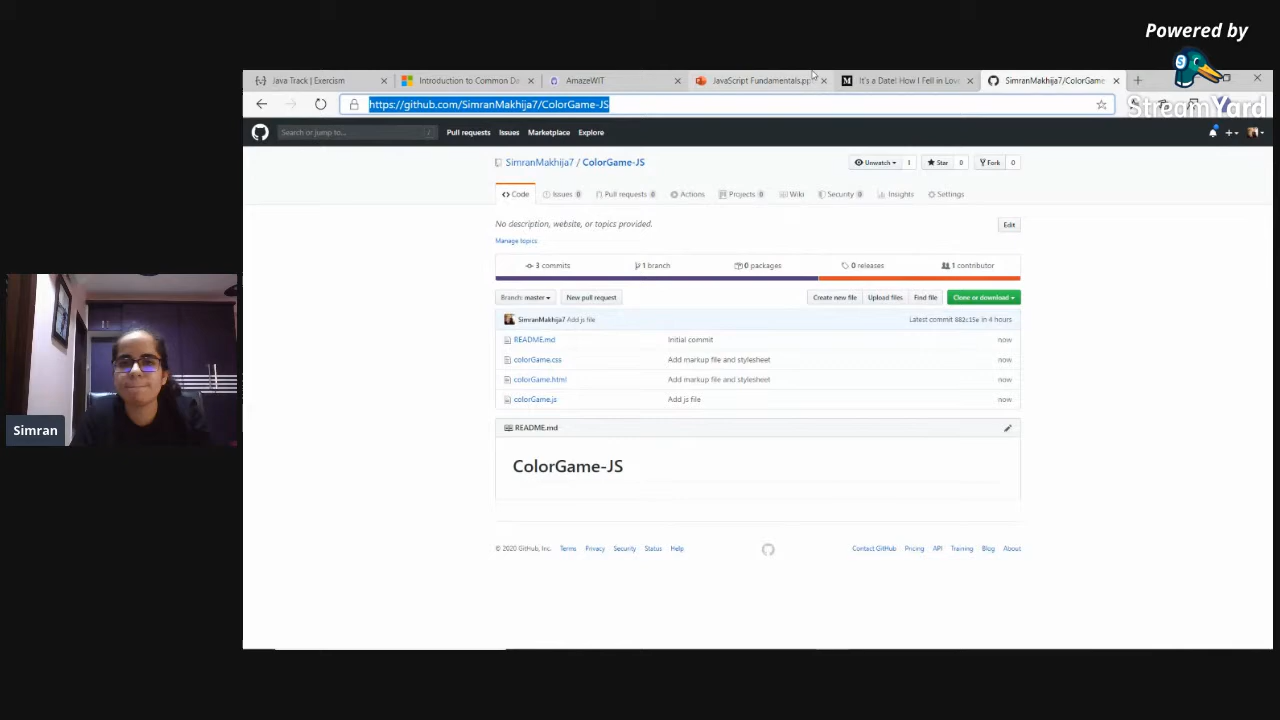 Powered by
StreamYard
Java Track | Exercism
Introduction to Common Da
AmazeWIT
JavaScript Fundamentals.pp
It's a Date! How I Fell in Love
SimranMakhija7/ColorGame
https://github.com/SimranMakhija7/ColorGame-JS
Search or jump to...
/
Pull requests
Issues
Marketplace
Explore
SimranMakhija7 / ColorGame-JS
Unwatch 1
Star 0
Fork 0
Code
Issues 0
Pull requests 0
Actions
Projects 0
Wiki
Security 0
Insights
Settings
No description, website, or topics provided.
Edit
Manage topics
3 commits
1 branch
0 packages
0 releases
1 contributor
Branch: master
New pull request
Create new file
Upload files
Find file
Clone or download
SimranMakhija7 Add js file
Latest commit 882c15e in 4 hours
README.md Initial commit now
colorGame.css Add markup file and stylesheet now
colorGame.html Add markup file and stylesheet now
colorGame.js Add js file now
README.md
ColorGame-JS
© 2020 GitHub, Inc.
Terms
Privacy
Security
Status
Help
Contact GitHub
Pricing
API
Training
Blog
About
Simran